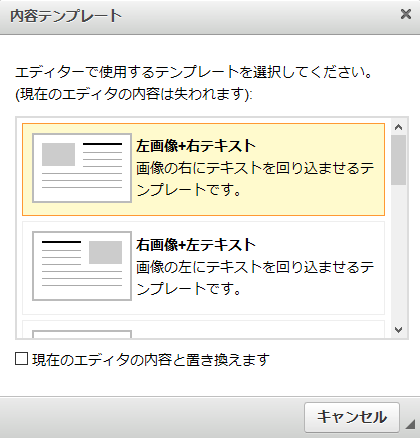 内容テンプレート
エディターで使用するテンプレートを選択してください。
(現在のエディタの内容は失われます):
左画像+右テキスト
画像の右にテキストを回り込ませるテ
ンプレートです。
右画像+左テキスト
画像の左にテキストを回り込ませるテ
ンプレートです。
現在のエディタの内容と置き換えます
キャンセル